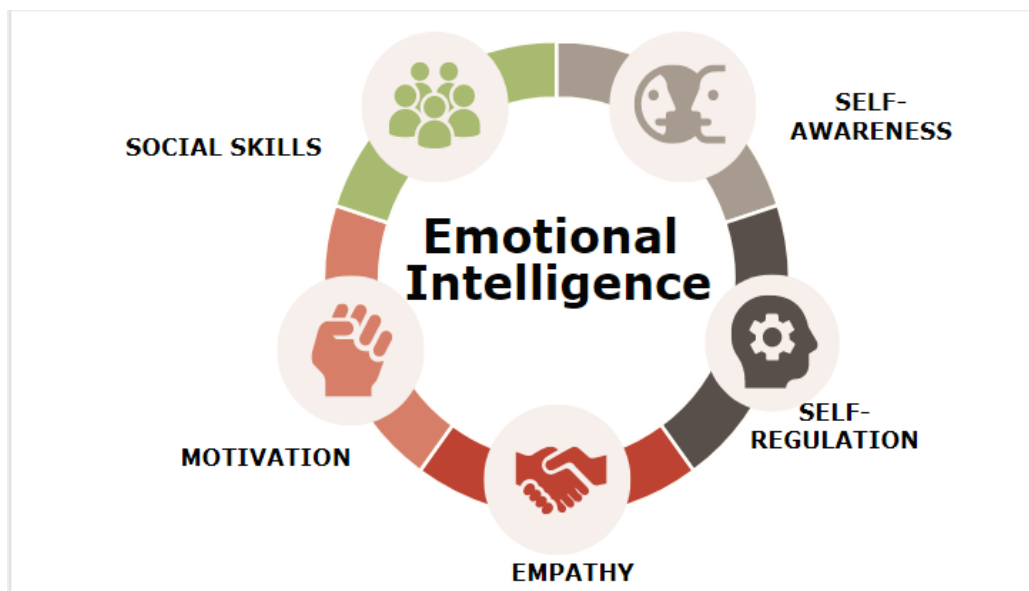 SELF-
AWARENESS
SOCIAL SKILLS
Emotional
Intelligence
SELF-
REGULATION
MOTIVATION
EMPATHY